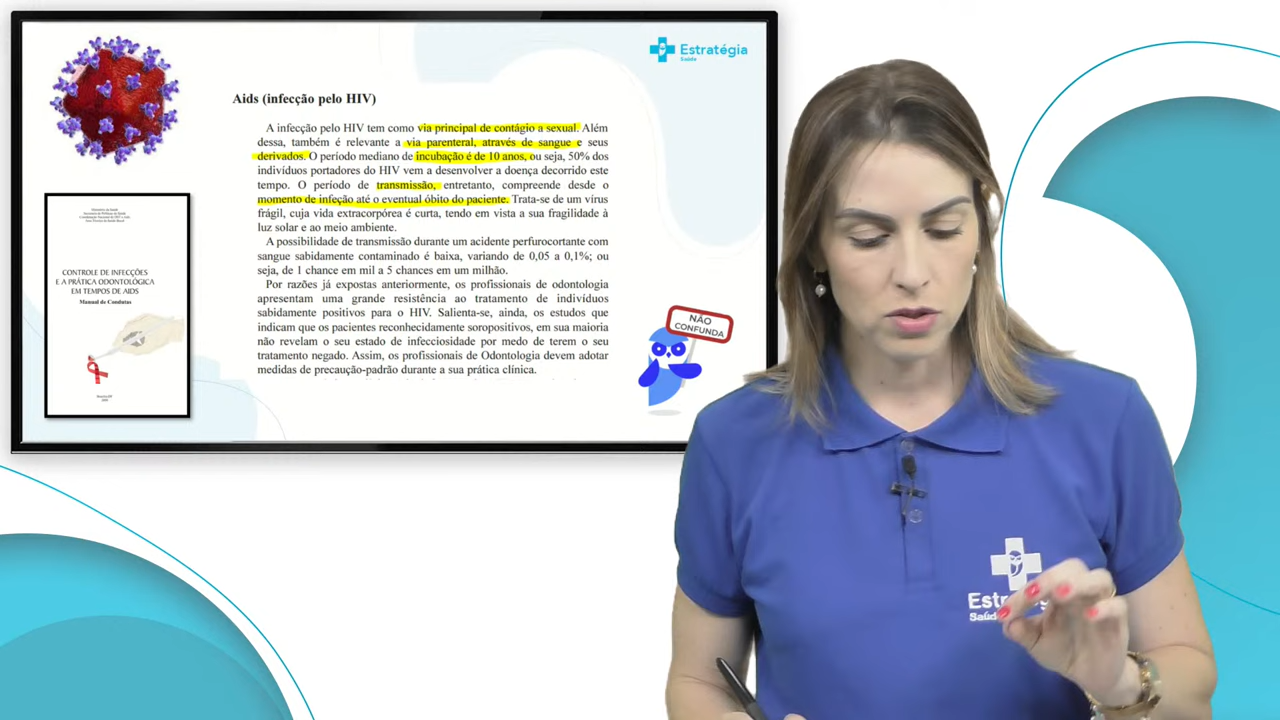 Estratégia
Saúde
Aids (infecção pelo HIV)
A infecção pelo HIV tem como via principal de contágio a sexual. Além
dessa, também é relevante a via parenteral, através de sangue e seus
derivados. O período mediano de incubação é de 10 anos, ou seja, 50% dos
indivíduos portadores do HIV vem a desenvolver a doença decorrido este
tempo. O período de transmissão, entretanto, compreende desde o
momento de infeção até o eventual óbito do paciente. Trata-se de um vírus
frágil, cuja vida extracorpórea é curta, tendo em vista a sua fragilidade à
luz solar e ao meio ambiente.
A possibilidade de transmissão durante um acidente perfurocortante com
sangue sabidamente contaminado é baixa, variando de 0,05 a 0,1%; ou
seja, de 1 chance em mil a 5 chances em um milhão.
Por razões já expostas anteriormente, os profissionais de odontologia
apresentam uma grande resistência ao tratamento de indivíduos
sabidamente positivos para o HIV. Salienta-se, ainda, os estudos que
indicam que os pacientes reconhecidamente soropositivos, em sua maioria
não revelam o seu estado de infecciosidade por medo de terem o seu
tratamento negado. Assim, os profissionais de Odontologia devem adotar
medidas de precaução-padrão durante a sua prática clínica.
CONTROLE DE INFECÇÕES
E A PRÁTICA ODONTOLÓGICA
EM TEMPOS DE AIDS
Manual de Condutas
NÃO
CONFUNDA
Estr
Saúde